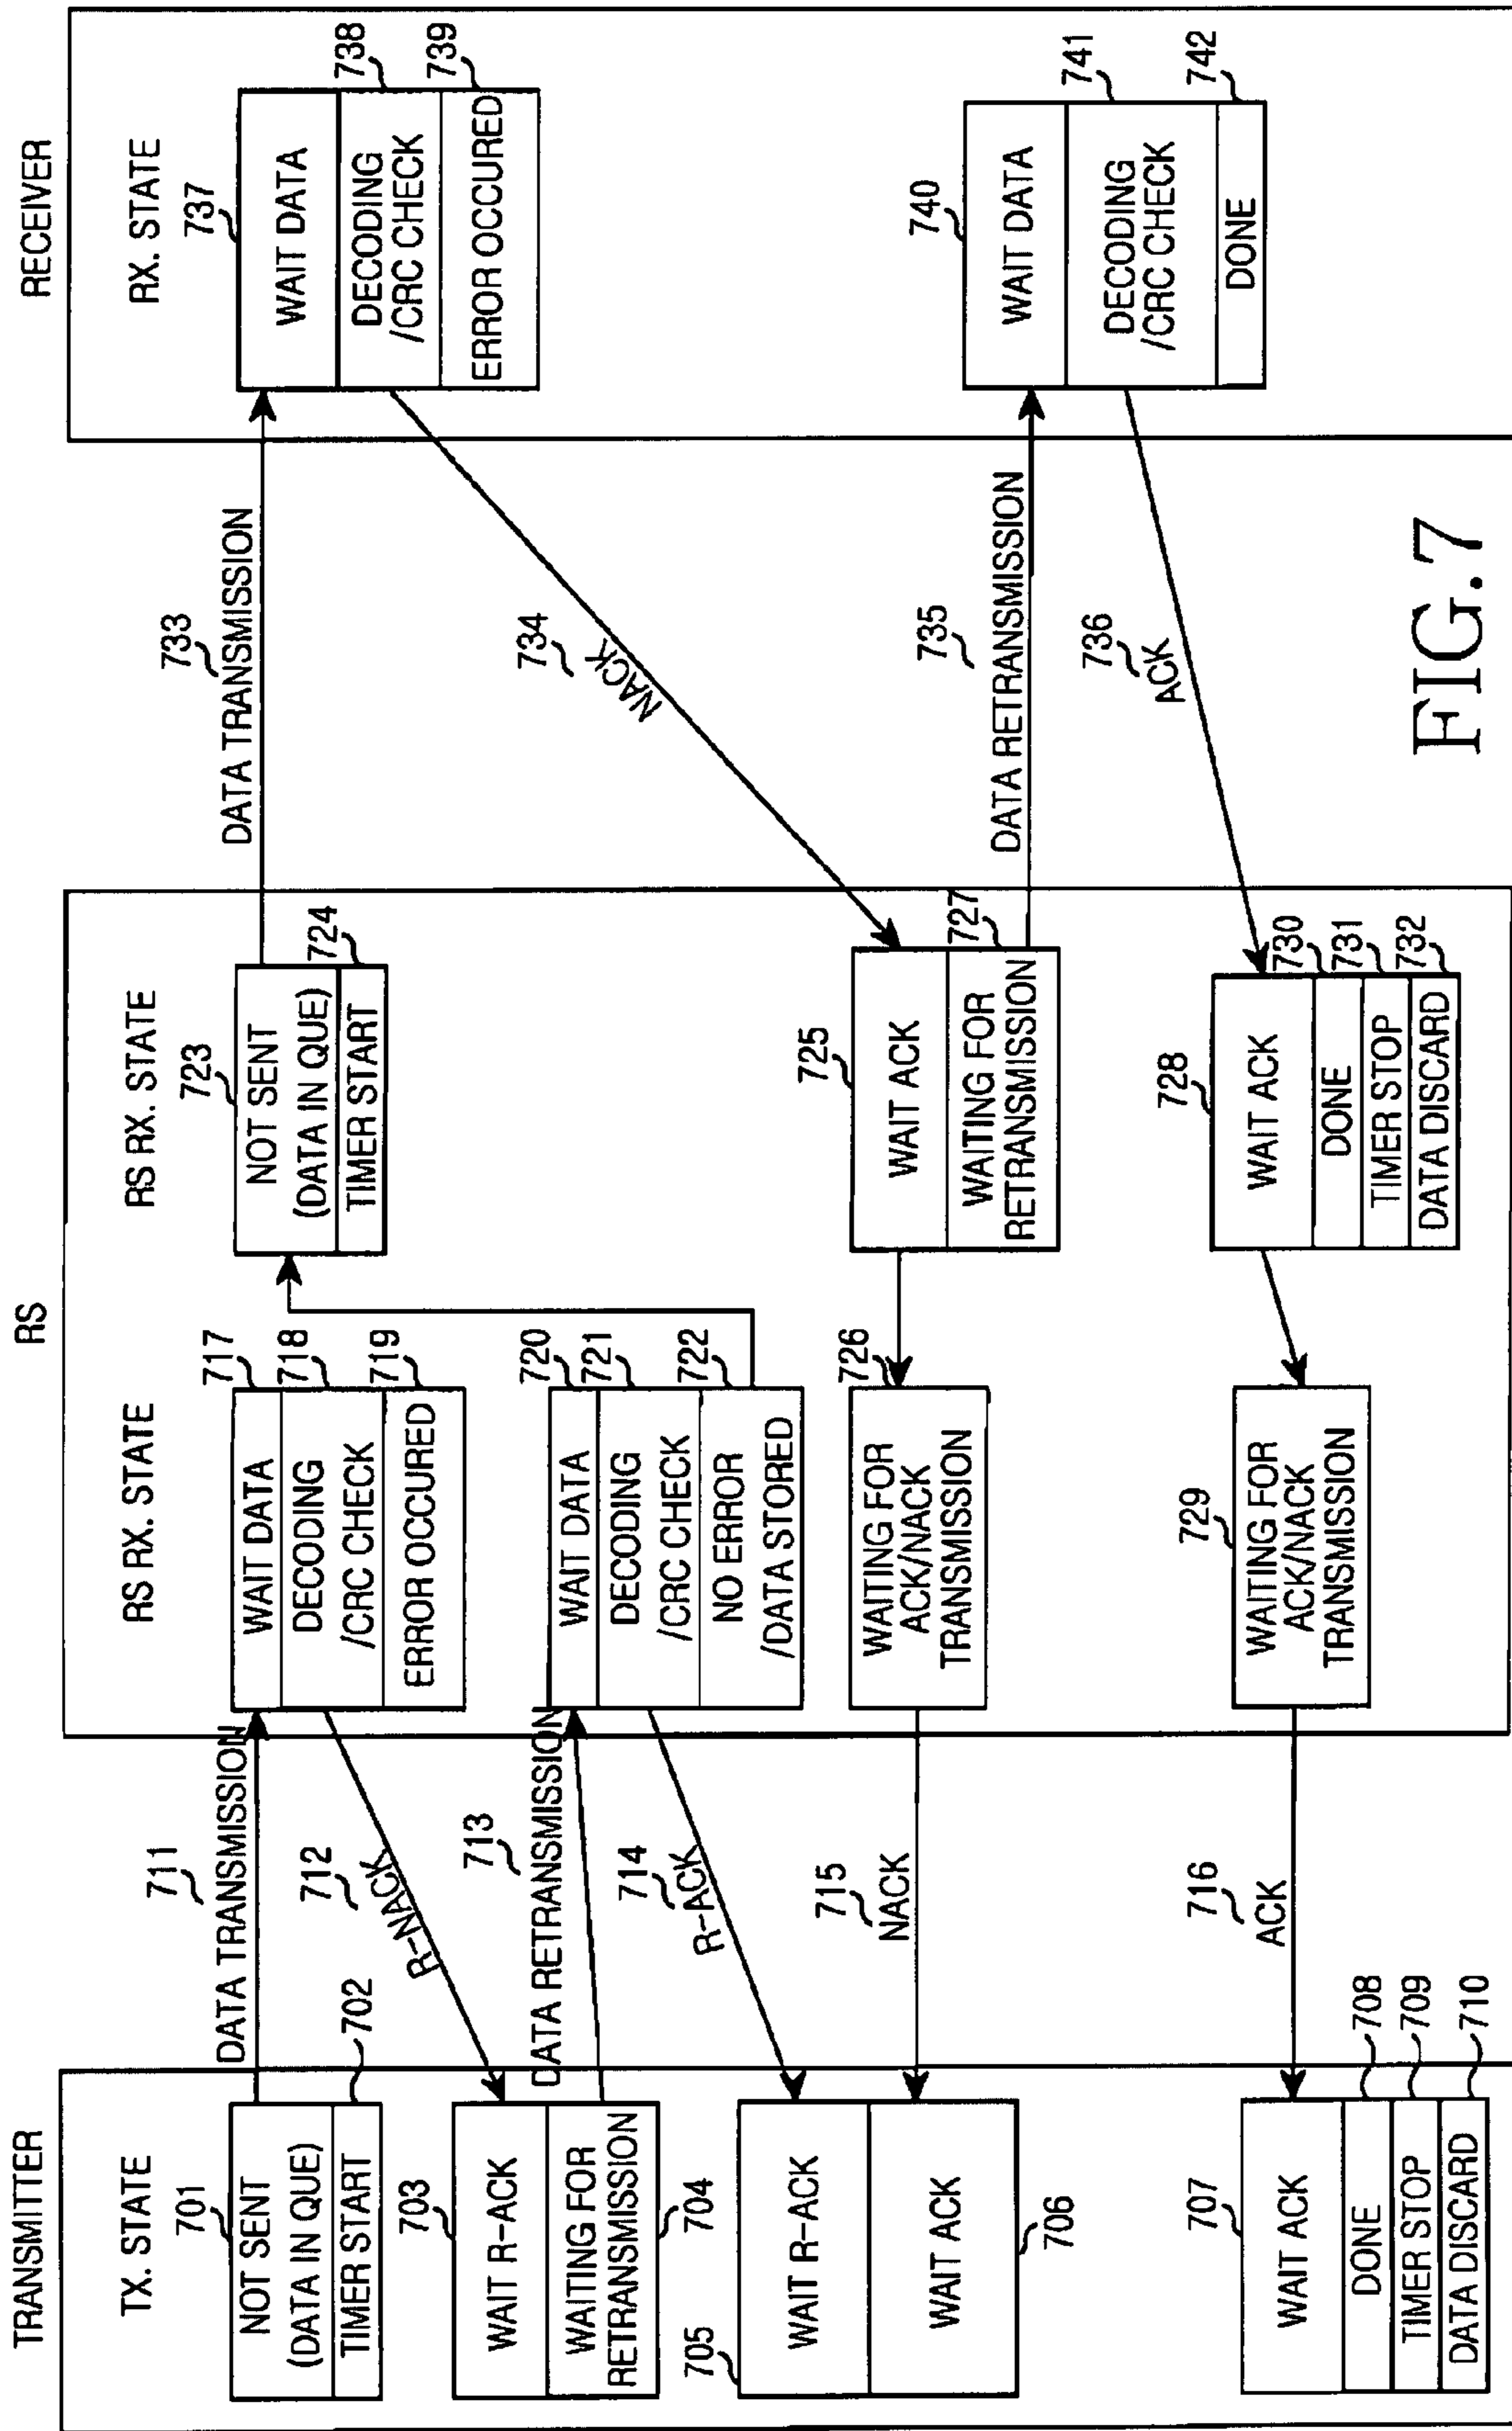 TRANSMITTER
TX. STATE
701
NOT SENT
(DATA IN QUE)
TIMER START
702
703
WAIT R-ACK
WAITING FOR
RETRANSMISSION
704
705
WAIT R-ACK
WAIT ACK
706
707
WAIT ACK
DONE
708
TIMER STOP
709
DATA DISCARD
710
711
DATA TRANSMISSION
712
R-NACK
713
DATA RETRANSMISSION
714
R-ACK
715
NACK
716
ACK
RS
RS RX. STATE
717
WAIT DATA
718
DECODING
/CRC CHECK
719
ERROR OCCURED
720
WAIT DATA
721
DECODING
/CRC CHECK
722
NO ERROR
/DATA STORED
726
WAITING FOR
ACK/NACK
TRANSMISSION
729
WAITING FOR
ACK/NACK
TRANSMISSION
RS RX. STATE
723
NOT SENT
(DATA IN QUE)
724
TIMER START
725
WAIT ACK
727
WAITING FOR
RETRANSMISSION
728
WAIT ACK
730
DONE
731
TIMER STOP
732
DATA DISCARD
733
DATA TRANSMISSION
734
NACK
735
DATA RETRANSMISSION
736
ACK
RECEIVER
RX. STATE
737
WAIT DATA
738
DECODING
/CRC CHECK
739
ERROR OCCURED
740
WAIT DATA
741
DECODING
/CRC CHECK
742
DONE
FIG.7